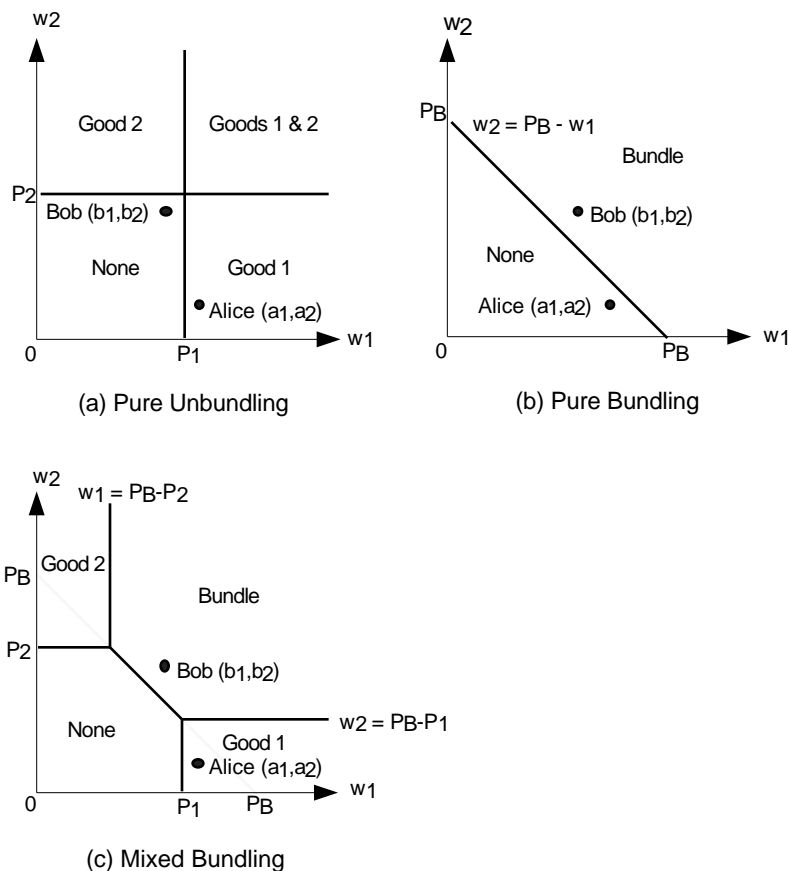 w2
Good 2
Goods 1 & 2
P2
Bob (b1,b2)
None
Good 1
Alice (a1,a2)
0
P1
w1
(a) Pure Unbundling
w2
PB
w2 = PB - w1
Bundle
Bob (b1,b2)
None
Alice (a1,a2)
0
PB
w1
(b) Pure Bundling
w2
w1 = PB-P2
Good 2
PB
Bundle
P2
Bob (b1,b2)
None
w2 = PB-P1
Good 1
Alice (a1,a2)
0
P1
PB
w1
(c) Mixed Bundling